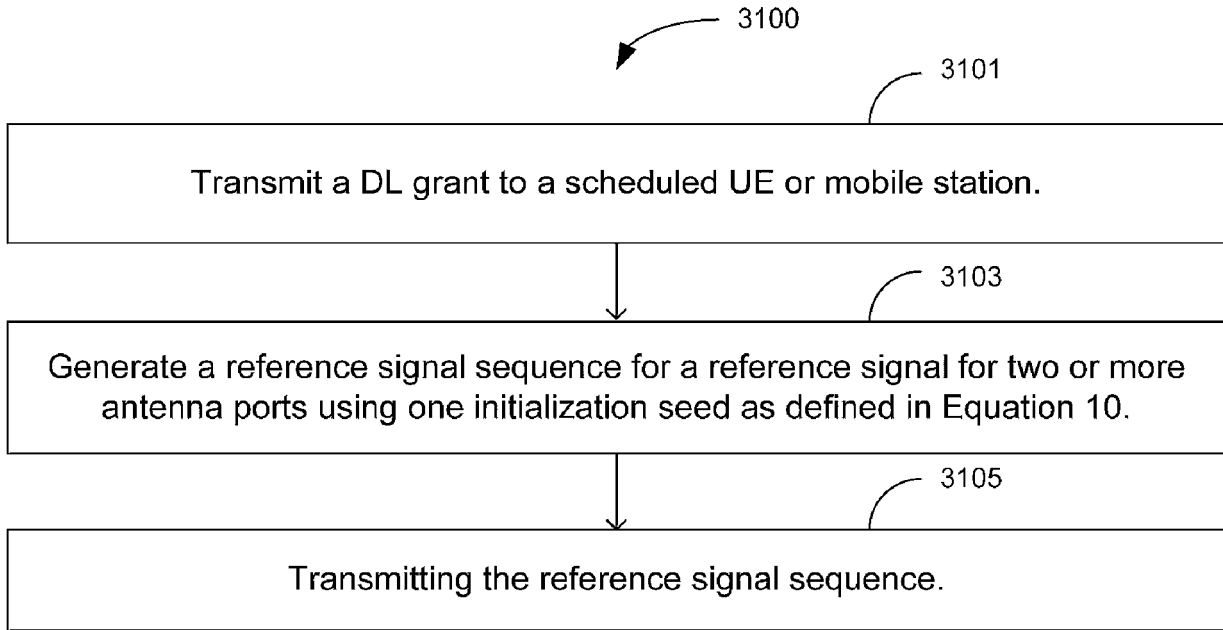 3100
3101
Transmit a DL grant to a scheduled UE or mobile station.
3103
Generate a reference signal sequence for a reference signal for two or more
antenna ports using one initialization seed as defined in Equation 10.
3105
Transmitting the reference signal sequence.